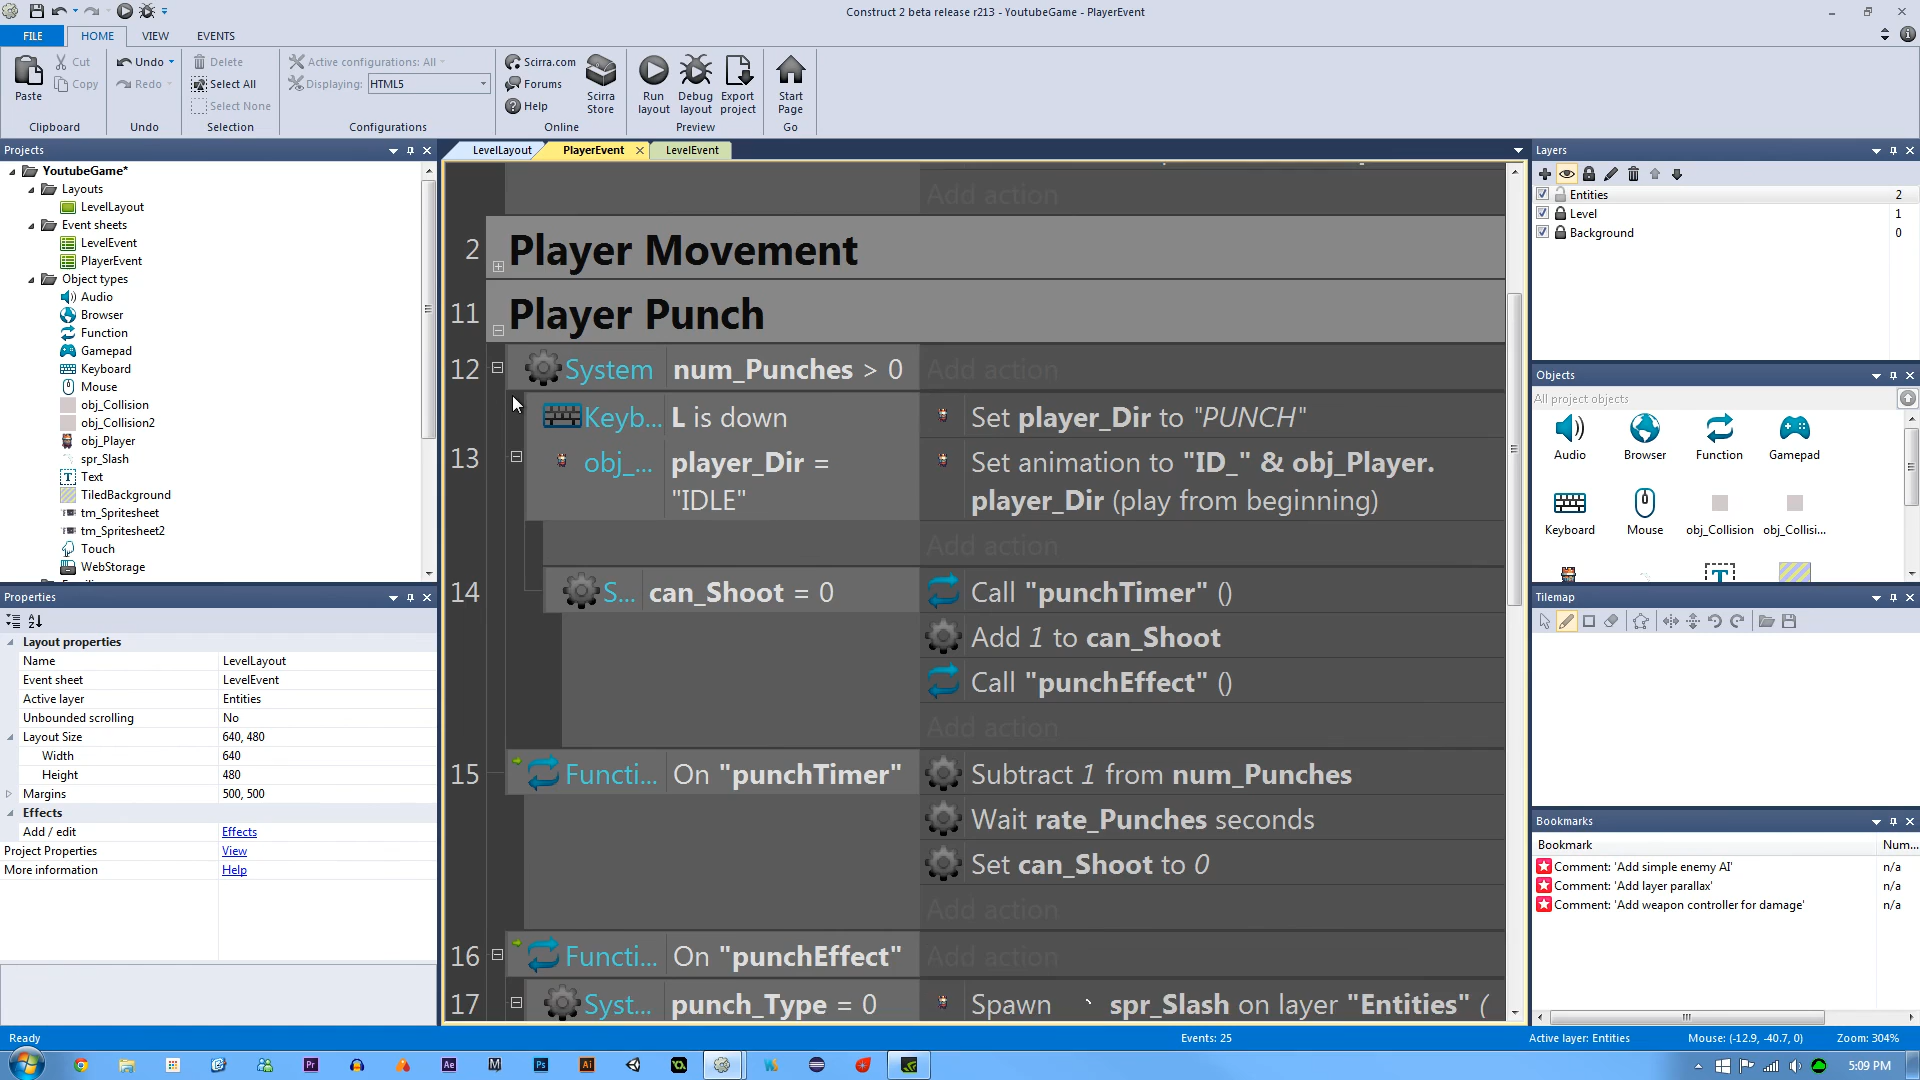 Construct 2 beta release r213 - YoutubeGame - PlayerEvent
FILE HOME VIEW EVENTS
Paste
Cut
Copy
Clipboard
Undo
Redo
Undo
Delete
Select All
Select None
Selection
Active configurations: All
Displaying: HTML5
Configurations
Scirra.com
Forums
Help
Scirra Store
Online
Run layout
Debug layout
Export project
Preview
Start Page
Go
Projects
YoutubeGame*
Layouts
LevelLayout
Event sheets
LevelEvent
PlayerEvent
Object types
Audio
Browser
Function
Gamepad
Keyboard
Mouse
obj_Collision
obj_Collision2
obj_Player
spr_Slash
Text
TiledBackground
tm_Spritesheet
tm_Spritesheet2
Touch
WebStorage
Properties
Layout properties
Name LevelLayout
Event sheet LevelEvent
Active layer Entities
Unbounded scrolling No
Layout Size 640, 480
Width 640
Height 480
Margins 500, 500
Effects
Add / edit Effects
Project Properties View
More information Help
LevelLayout PlayerEvent LevelEvent
Add action
2 Player Movement
11 Player Punch
12 System num_Punches > 0 Add action
Keyb... L is down Set player_Dir to "PUNCH"
13 obj_... player_Dir = "IDLE" Set animation to "ID_" & obj_Player.
player_Dir (play from beginning)
Add action
14 S... can_Shoot = 0 Call "punchTimer" ()
Add 1 to can_Shoot
Call "punchEffect" ()
Add action
15 Functi... On "punchTimer" Subtract 1 from num_Punches
Wait rate_Punches seconds
Set can_Shoot to 0
Add action
16 Functi... On "punchEffect" Add action
17 Syst... punch_Type = 0 Spawn spr_Slash on layer "Entities" (
Layers
Entities 2
Level 1
Background 0
Objects
All project objects
Audio Browser Function Gamepad
Keyboard Mouse obj_Collision obj_Collisi...
Tilemap
Bookmarks
Bookmark Num...
Comment: 'Add simple enemy AI' n/a
Comment: 'Add layer parallax' n/a
Comment: 'Add weapon controller for damage' n/a
Ready Events: 25 Active layer: Entities Mouse: (-12.9, -40.7, 0) Zoom: 304%
5:09 PM